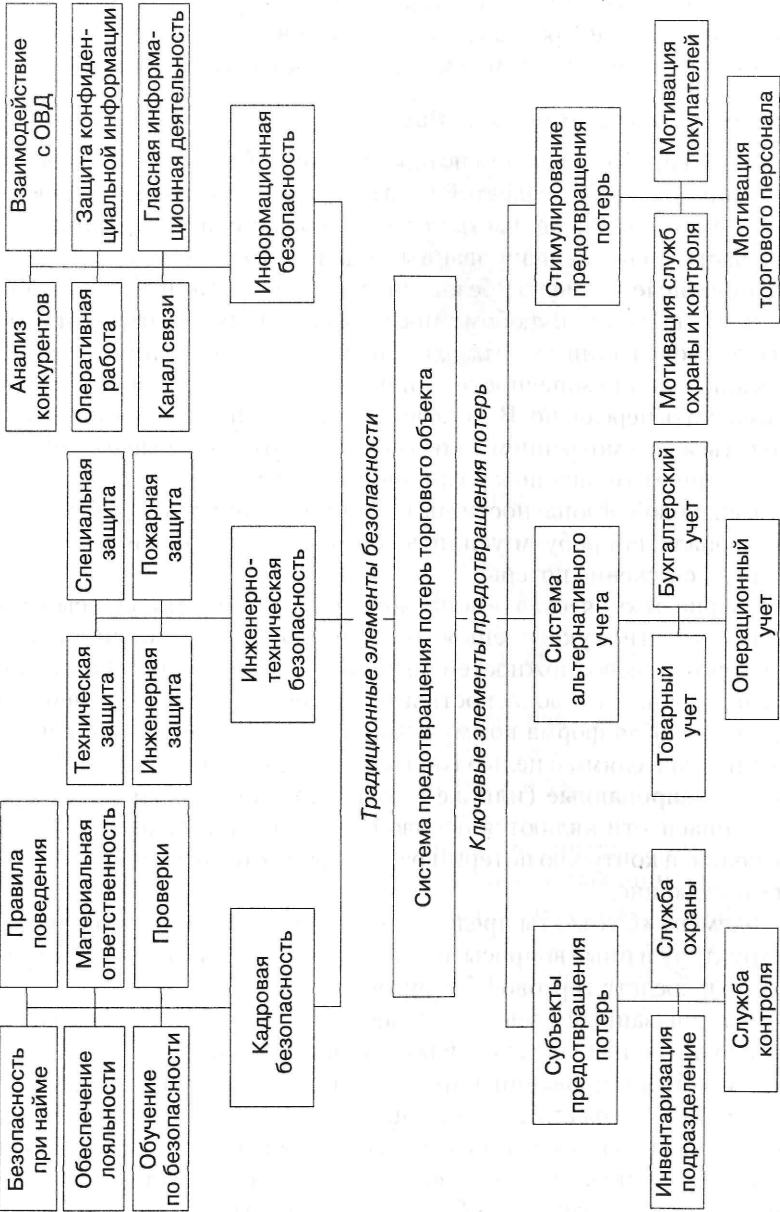 Безопасность
при найме
Правила
поведения
Обеспечение
лояльности
Материальная
ответственность
Обучение
по безопасности
Проверки
Кадровая
безопасность
Техническая
защита
Специальная
защита
Инженерная
защита
Пожарная
защита
Инженерно-
техническая
безопасность
Анализ
конкурентов
Взаимодействие
с ОВД
Оперативная
работа
Защита конфиден-
циальной информации
Канал связи
Гласная информа-
ционная деятельность
Информационная
безопасность
Традиционные элементы безопасности
Система предотвращения потерь торгового объекта
Ключевые элементы предотвращения потерь
Субъекты
предотвращения
потерь
Инвентаризация
подразделение
Служба
охраны
Служба
контроля
Система
альтернативного
учета
Товарный
учет
Бухгалтерский
учет
Операционный
учет
Стимулирование
предотвращения
потерь
Мотивация служб
охраны и контроля
Мотивация
покупателей
Мотивация
торгового персонала